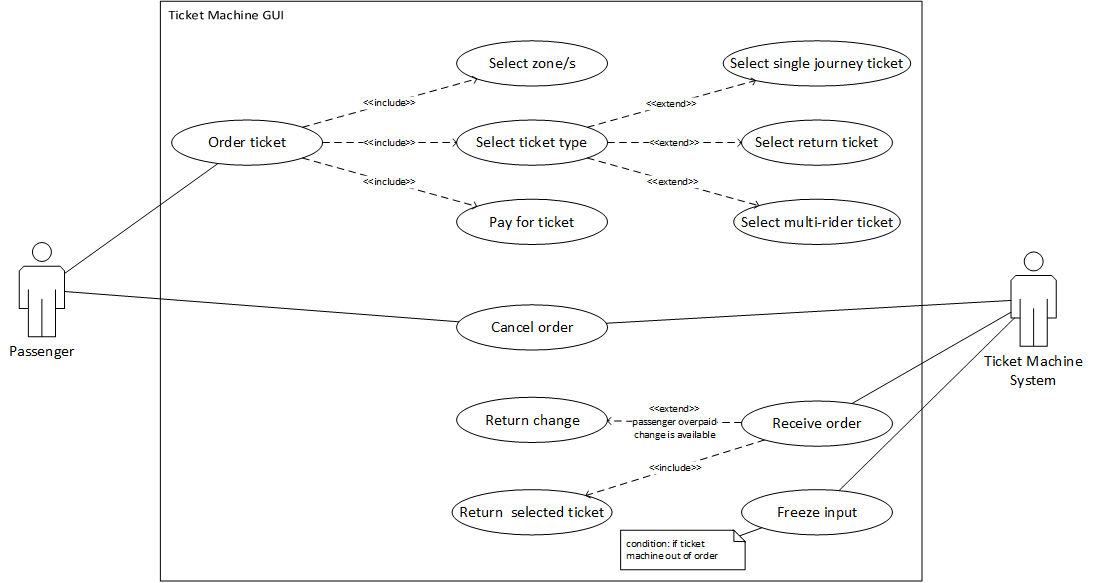 Ticket Machine GUI
Select zone/s
Select single journey ticket
<<include>>
<<extend>>
Order ticket
<<include>>
Select ticket type
<<extend>>
Select return ticket
<<include>>
<<extend>>
Pay for ticket
Select multi-rider ticket
Cancel order
Passenger
Ticket Machine
System
Return change
<<extend>>
passenger overpaid
change is available
Receive order
<<include>>
Return  selected ticket
Freeze input
condition: if ticket
machine out of order